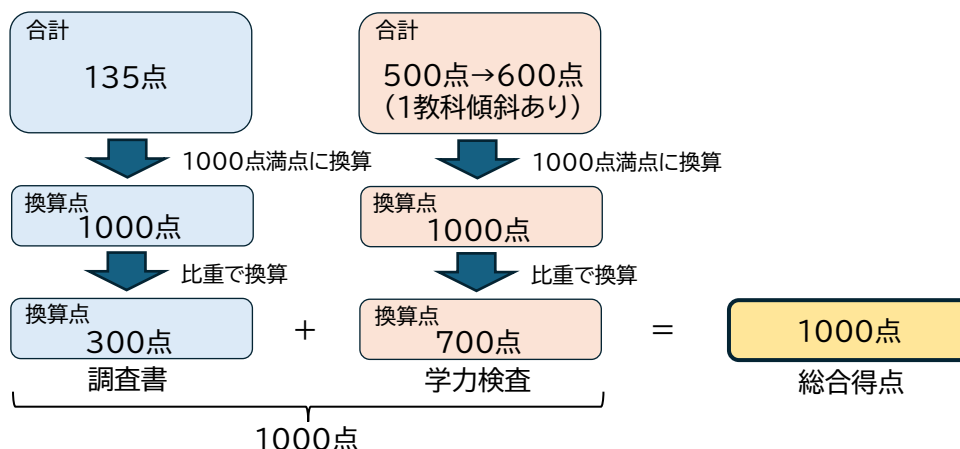 合計
135点
合計
500点→600点
(1教科傾斜あり)
1000点満点に換算
1000点満点に換算
換算点
1000点
換算点
1000点
比重で換算
比重で換算
換算点
300点
+
換算点
700点
=
1000点
調査書
学力検査
総合得点
1000点